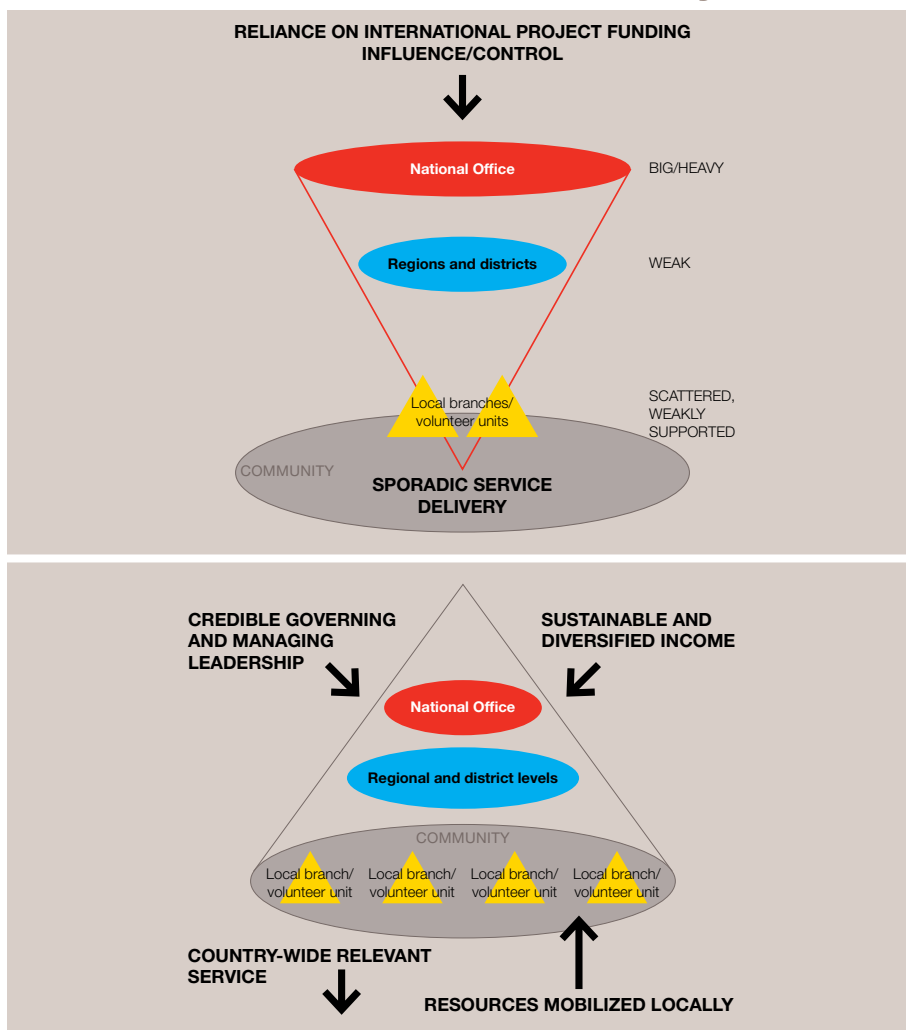 RELIANCE ON INTERNATIONAL PROJECT FUNDING
INFLUENCE/CONTROL
National Office
BIG/HEAVY
Regions and districts
WEAK
Local branches/
volunteer units
SCATTERED,
WEAKLY
SUPPORTED
COMMUNITY
SPORADIC SERVICE
DELIVERY
CREDIBLE GOVERNING
AND MANAGING
LEADERSHIP
SUSTAINABLE AND
DIVERSIFIED INCOME
National Office
Regional and district levels
COMMUNITY
Local branch/
volunteer unit
Local branch/
volunteer unit
Local branch/
volunteer unit
Local branch/
volunteer unit
COUNTRY-WIDE RELEVANT
SERVICE
RESOURCES MOBILIZED LOCALLY